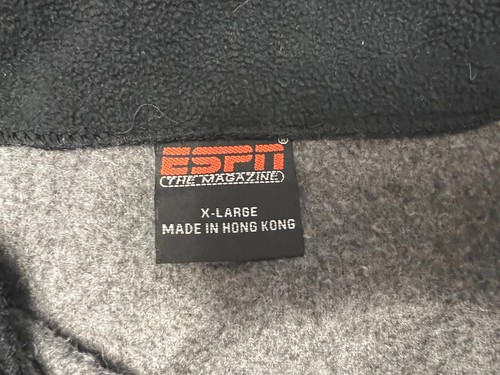 ESPN®
THE MAGAZINE
X-LARGE
MADE IN HONG KONG